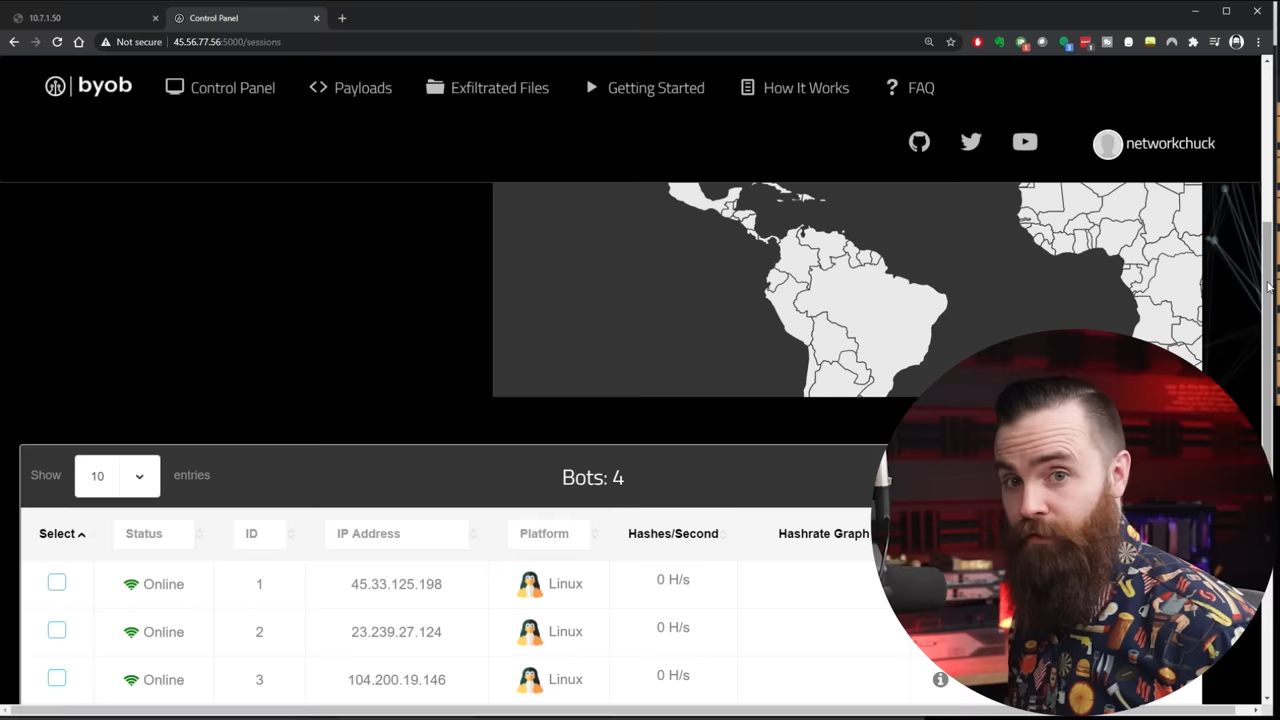 10.7.1.50
Control Panel
Not secure
45.56.77.56:5000/sessions
byob
Control Panel
Payloads
Exfiltrated Files
Getting Started
How It Works
FAQ
networkchuck
Show 10 entries
Bots: 4
Select Status ID IP Address Platform Hashes/Second Hashrate Graph
Online 1 45.33.125.198 Linux 0 H/s
Online 2 23.239.27.124 Linux 0 H/s
Online 3 104.200.19.146 Linux 0 H/s